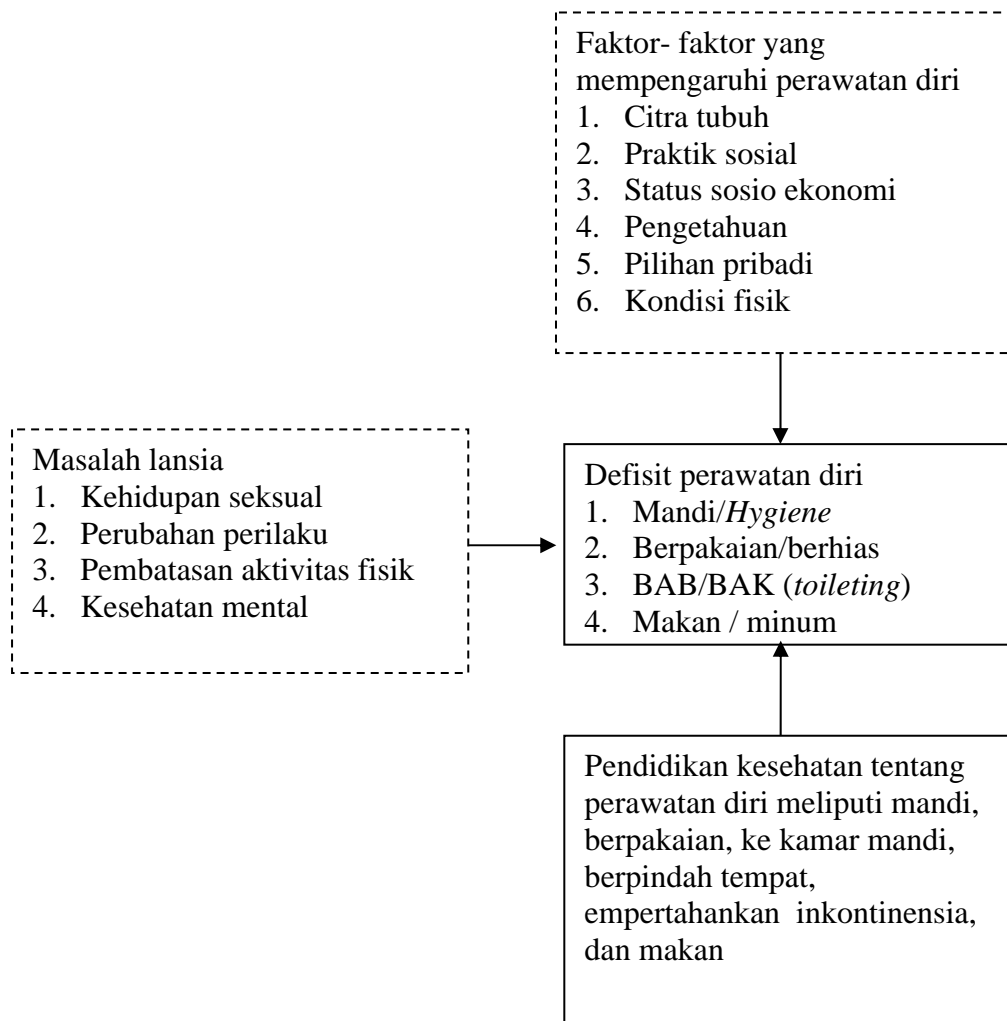 Faktor- faktor yang
mempengaruhi perawatan diri
1. Citra tubuh
2. Praktik sosial
3. Status sosio ekonomi
4. Pengetahuan
5. Pilihan pribadi
6. Kondisi fisik
Masalah lansia
1. Kehidupan seksual
2. Perubahan perilaku
3. Pembatasan aktivitas fisik
4. Kesehatan mental
Defisit perawatan diri
1. Mandi/Hygiene
2. Berpakaian/berhias
3. BAB/BAK (toileting)
4. Makan / minum
Pendidikan kesehatan tentang
perawatan diri meliputi mandi,
berpakaian, ke kamar mandi,
berpindah tempat,
empertahankan inkontinensia,
dan makan